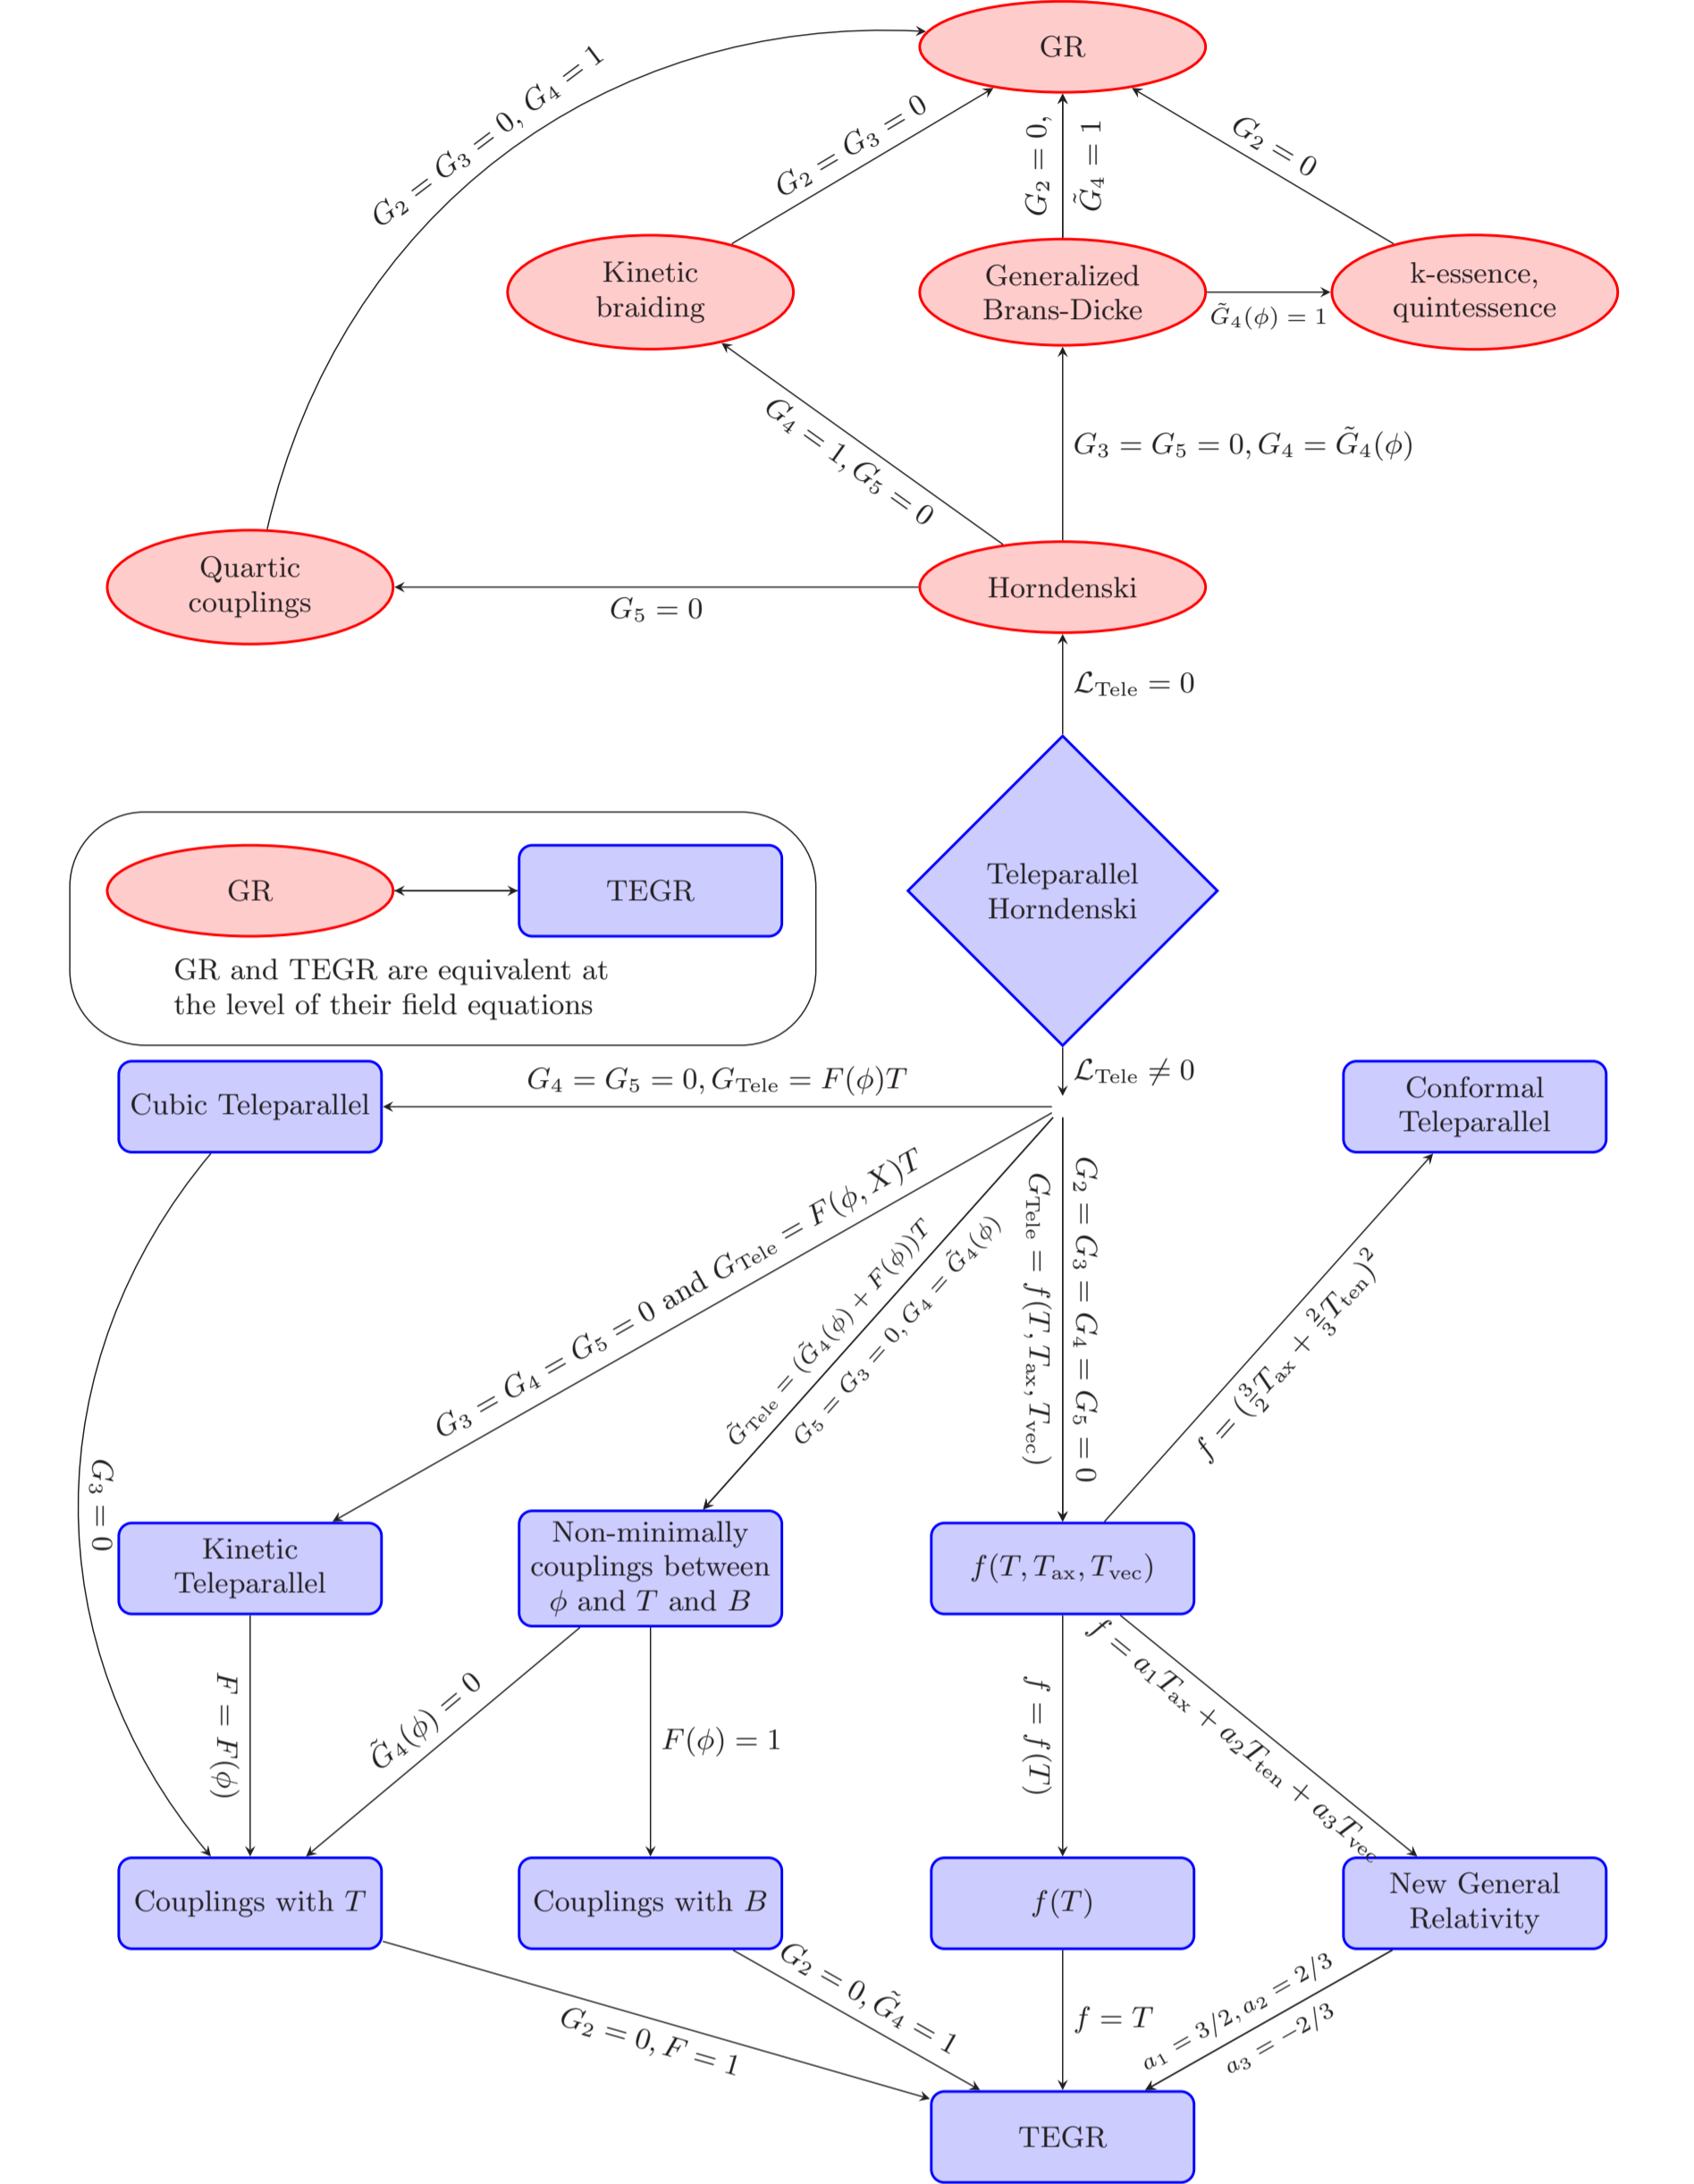 GR
G₂ = G₃ = 0, G₄ = 1
G₂ = G₃ = 0
G₂ = 0,
G̃₄ = 1
G₂ = 0
Kinetic
braiding
Generalized
Brans-Dicke
G̃₄(ϕ) = 1
k-essence,
quintessence
G₄ = 1, G₅ = 0
G₃ = G₅ = 0, G₄ = G̃₄(ϕ)
Quartic
couplings
G₅ = 0
Horndenski
ℒ_Tele = 0
Teleparallel
Horndenski
GR
TEGR
GR and TEGR are equivalent at
the level of their field equations
ℒ_Tele ≠ 0
G₄ = G₅ = 0, G_Tele = F(ϕ)T
Cubic Teleparallel
Conformal
Teleparallel
G₃ = G₄ = G₅ = 0 and G_Tele = F(ϕ, X)T
G̃_Tele = (G̃₄(ϕ) + F(ϕ))T
G₅ = G₃ = 0, G₄ = G̃₄(ϕ)
G_Tele = f(T, T_ax, T_vec)
G₂ = G₃ = G₄ = G₅ = 0
f = (3/2 T_ax + 2/3 T_ten)²
G₃ = 0
Kinetic
Teleparallel
Non-minimally
couplings between
ϕ and T and B
f(T, T_ax, T_vec)
F = F(ϕ)
G̃₄(ϕ) = 0
F(ϕ) = 1
f = f(T)
f = a₁T_ax + a₂T_ten + a₃T_vec
Couplings with T
Couplings with B
f(T)
New General
Relativity
G₂ = 0, F = 1
G₂ = 0, G̃₄ = 1
f = T
a₁ = 3/2, a₂ = 2/3
a₃ = −2/3
TEGR